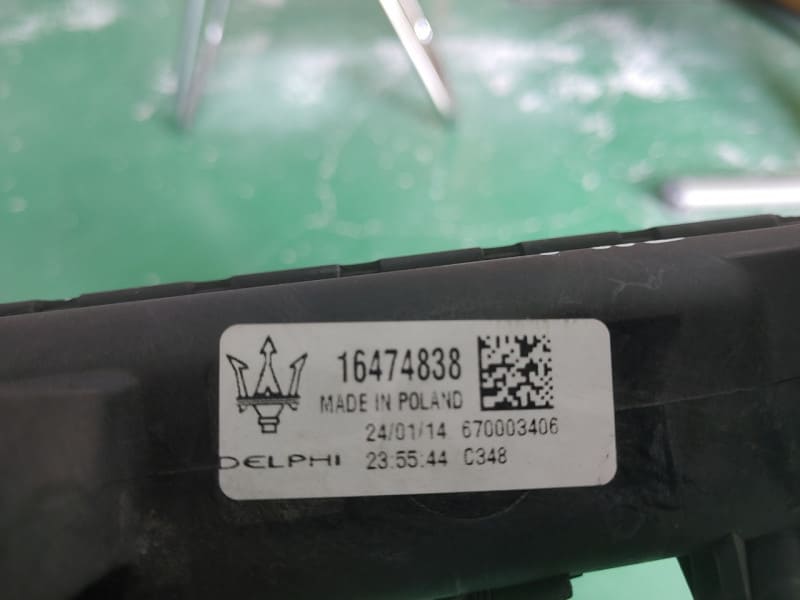 16474838
MADE IN POLAND
24/01/14 670003406
DELPHI 23:55:44 C348